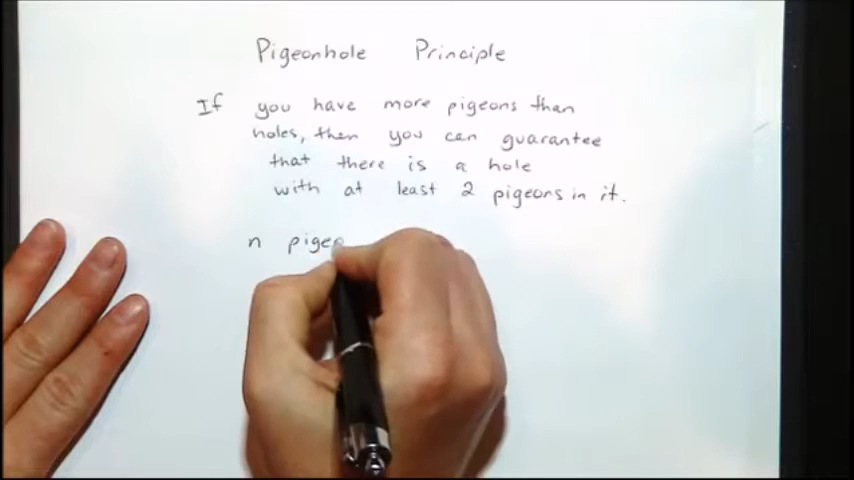 Pigeonhole Principle
If you have more pigeons than
holes, then you can guarantee
that there is a hole
with at least 2 pigeons in it.
n pigeo